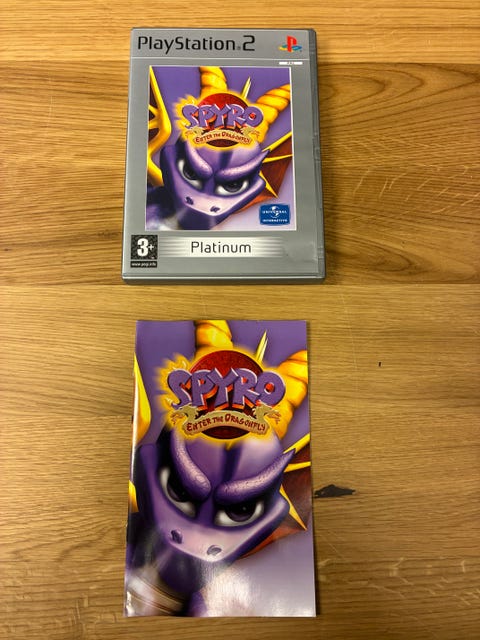 PlayStation 2
SPYRO
ENTER THE DRAGONFLY
UNIVERSAL
INTERACTIVE
3+
www.pegi.info
Platinum
SPYRO
ENTER THE DRAGONFLY